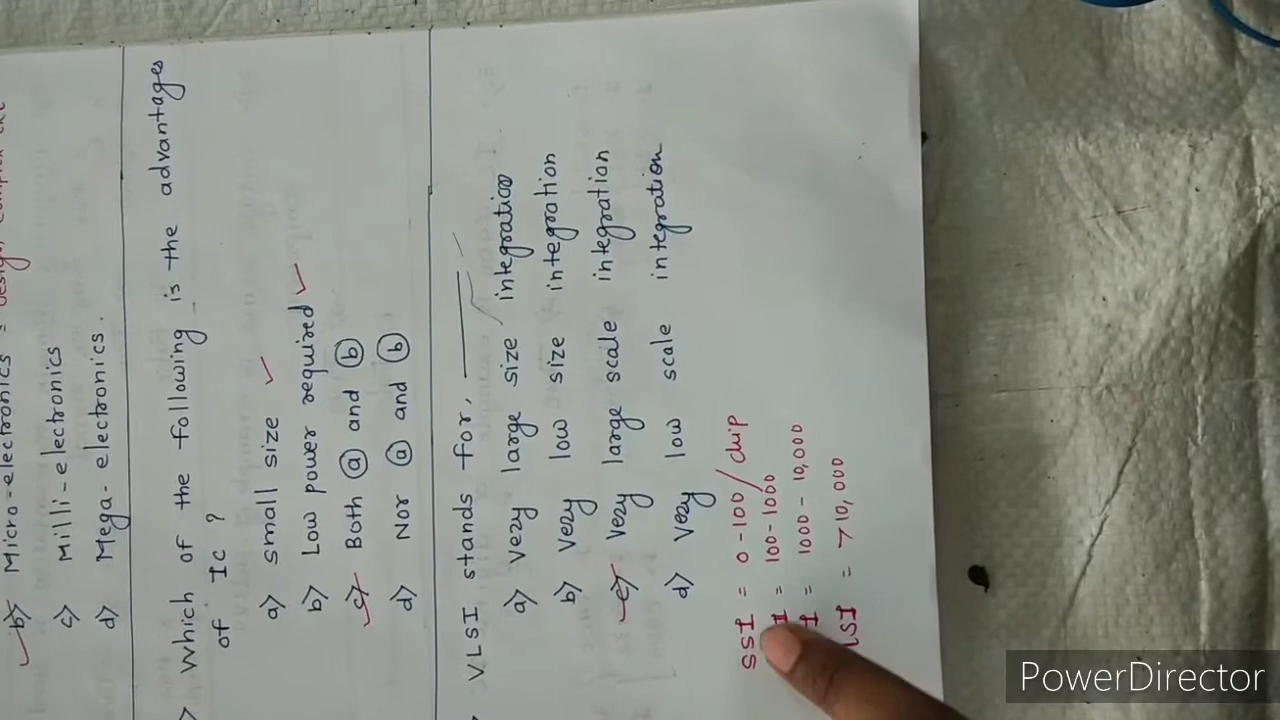 b) Micro-electronics =
c) Milli-electronics
d) Mega-electronics.
Which of the following is the advantages
of Ic ?
a) small size ✓
b) Low power required ✓
c) Both ⓐ and ⓑ
d) Nor ⓐ and ⓑ
VLSI stands for, ———
a) Very large size integration
b) Very low size integration
c) Very large scale integration
d) Very low scale integration
SSI = 0-100/chip
I = 100-1000
I = 1000-10,000
LSI = >10,000
PowerDirector